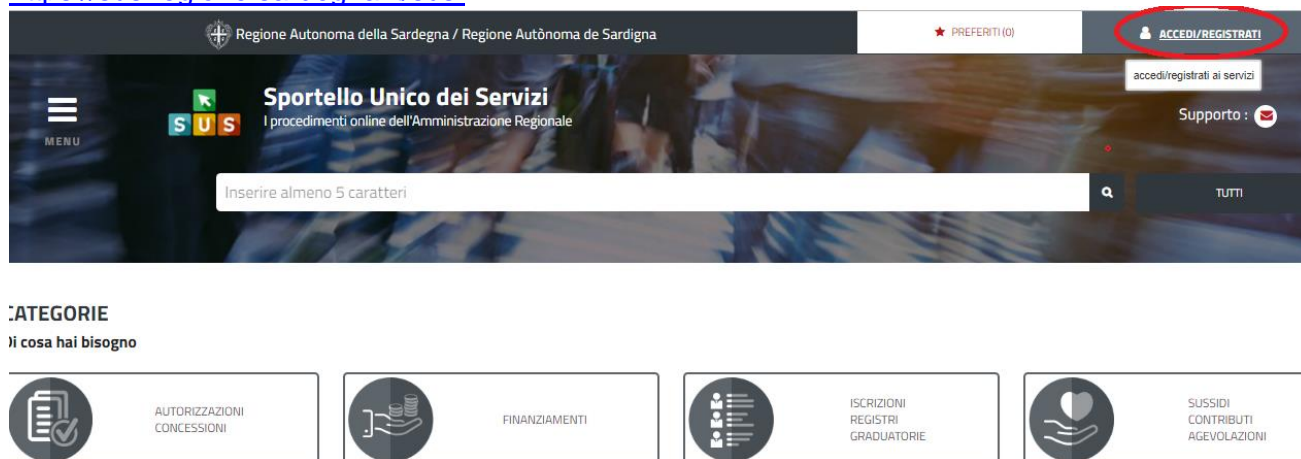 Regione Autonoma della Sardegna / Regione Autònoma de Sardigna
PREFERITI (0)
ACCEDI/REGISTRATI
accedi/registrati ai servizi
MENU
SUS
Sportello Unico dei Servizi
I procedimenti online dell'Amministrazione Regionale
Supporto :
Inserire almeno 5 caratteri
TUTTI
CATEGORIE
Di cosa hai bisogno
AUTORIZZAZIONI
CONCESSIONI
FINANZIAMENTI
ISCRIZIONI
REGISTRI
GRADUATORIE
SUSSIDI
CONTRIBUTI
AGEVOLAZIONI